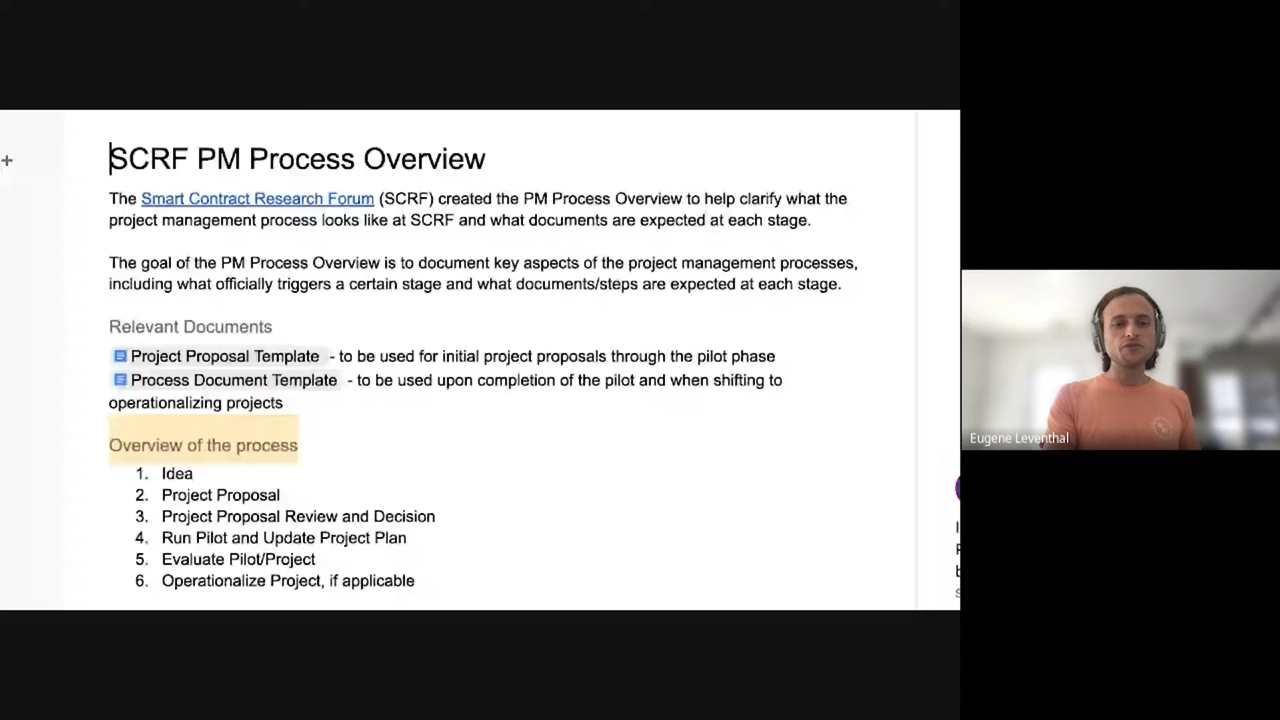 SCRF PM Process Overview
The Smart Contract Research Forum (SCRF) created the PM Process Overview to help clarify what the
project management process looks like at SCRF and what documents are expected at each stage.
The goal of the PM Process Overview is to document key aspects of the project management processes,
including what officially triggers a certain stage and what documents/steps are expected at each stage.
Relevant Documents
Project Proposal Template - to be used for initial project proposals through the pilot phase
Process Document Template - to be used upon completion of the pilot and when shifting to
operationalizing projects
Overview of the process
1. Idea
2. Project Proposal
3. Project Proposal Review and Decision
4. Run Pilot and Update Project Plan
5. Evaluate Pilot/Project
6. Operationalize Project, if applicable
Eugene Leventhal